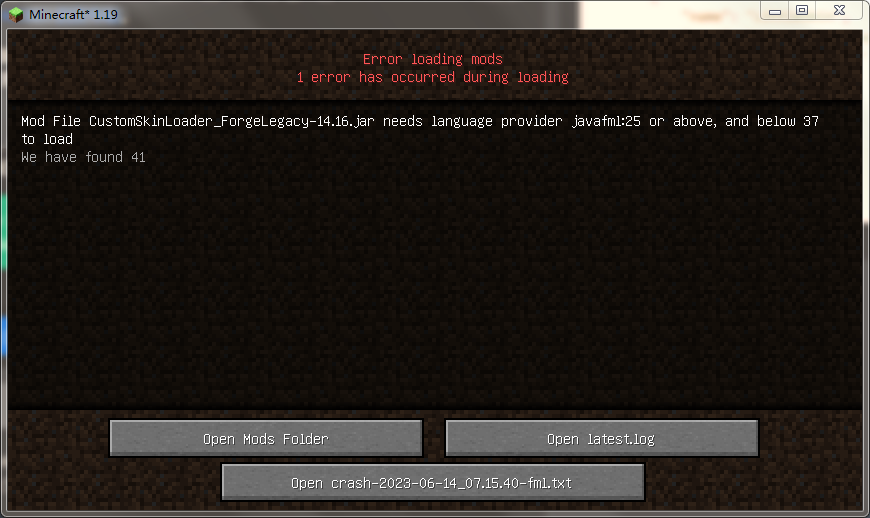 Minecraft* 1.19
Error loading mods
1 error has occurred during loading
Mod File CustomSkinLoader_ForgeLegacy-14.16.jar needs language provider javafml:25 or above, and below 37
to load
We have found 41
Open Mods Folder
Open latest.log
Open crash-2023-06-14_07.15.40-fml.txt